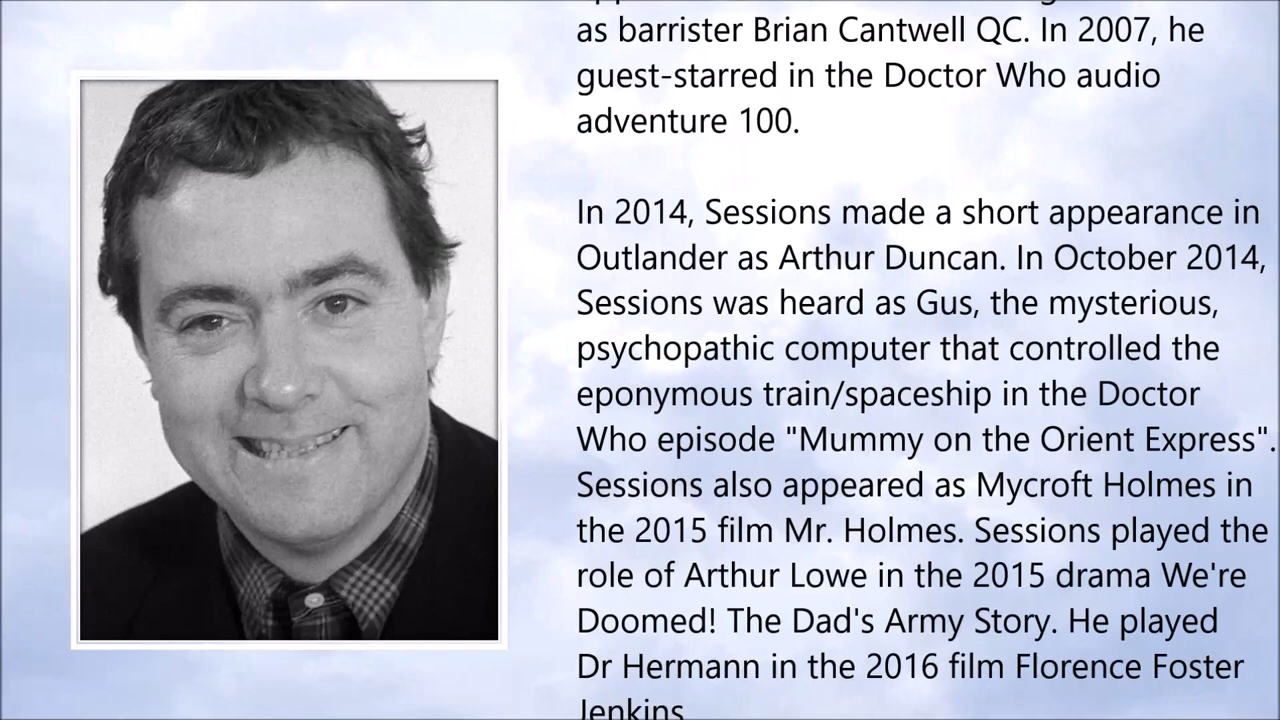 as barrister Brian Cantwell QC. In 2007, he
guest-starred in the Doctor Who audio
adventure 100.
In 2014, Sessions made a short appearance in
Outlander as Arthur Duncan. In October 2014,
Sessions was heard as Gus, the mysterious,
psychopathic computer that controlled the
eponymous train/spaceship in the Doctor
Who episode "Mummy on the Orient Express".
Sessions also appeared as Mycroft Holmes in
the 2015 film Mr. Holmes. Sessions played the
role of Arthur Lowe in the 2015 drama We're
Doomed! The Dad's Army Story. He played
Dr Hermann in the 2016 film Florence Foster
Jenkins